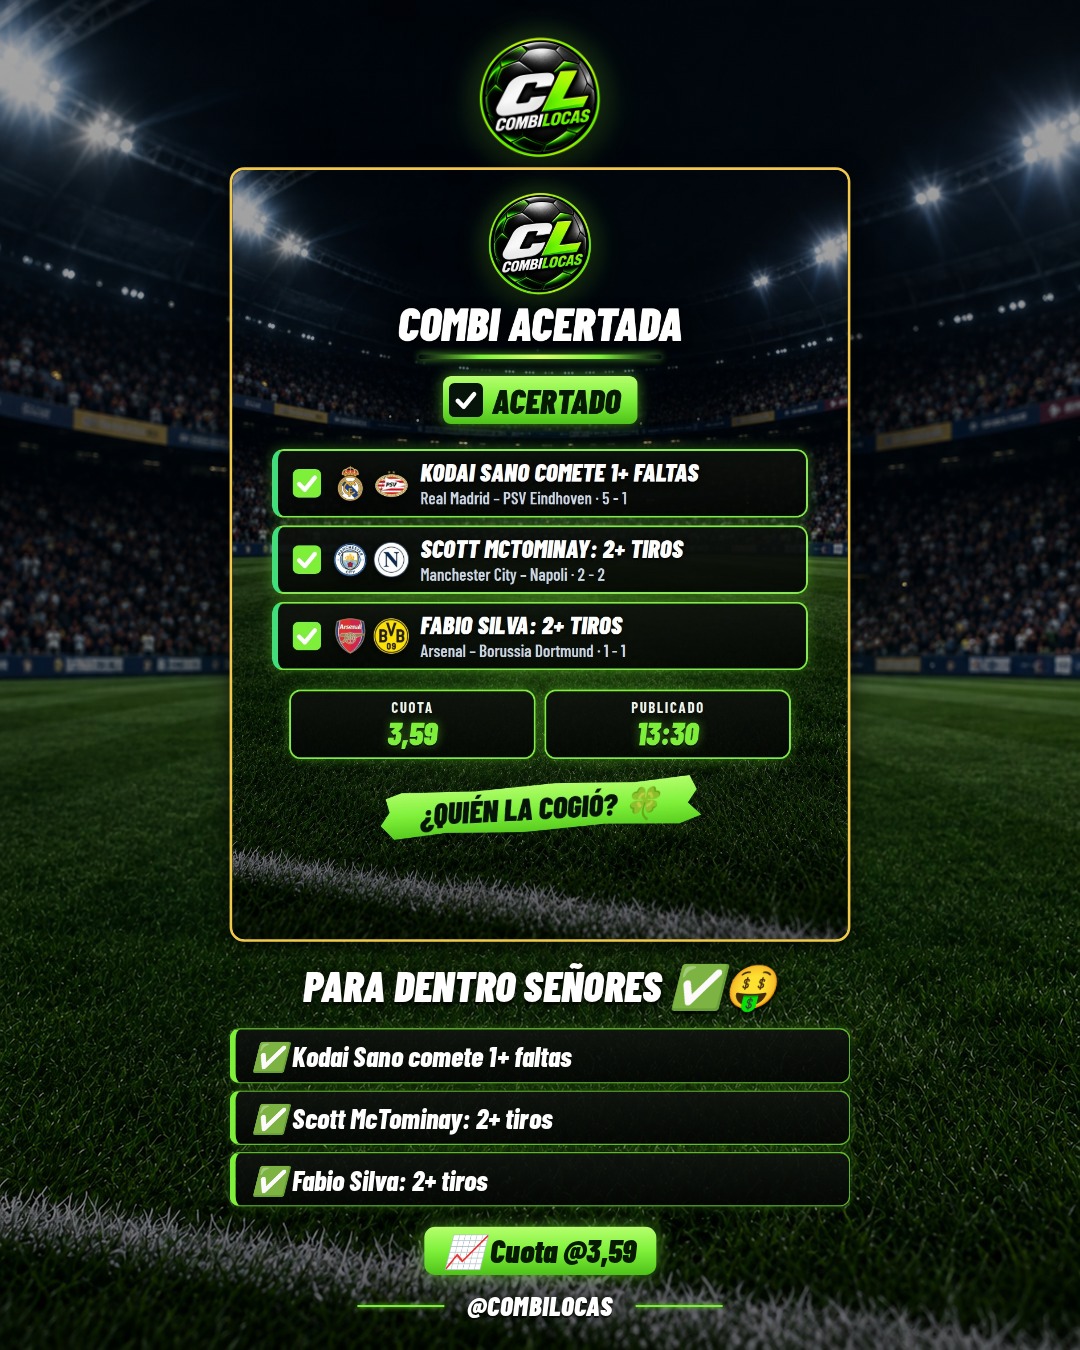 CL
COMBILOCAS
CL
COMBILOCAS
COMBI ACERTADA
ACERTADO
KODAI SANO COMETE 1+ FALTAS
Real Madrid – PSV Eindhoven · 5 - 1
SCOTT MCTOMINAY: 2+ TIROS
Manchester City – Napoli · 2 - 2
FABIO SILVA: 2+ TIROS
Arsenal – Borussia Dortmund · 1 - 1
CUOTA
3,59
PUBLICADO
13:30
¿QUIÉN LA COGIÓ? 🍀
PARA DENTRO SEÑORES ✅🤑
✅ Kodai Sano comete 1+ faltas
✅ Scott McTominay: 2+ tiros
✅ Fabio Silva: 2+ tiros
📈 Cuota @3,59
@COMBILOCAS